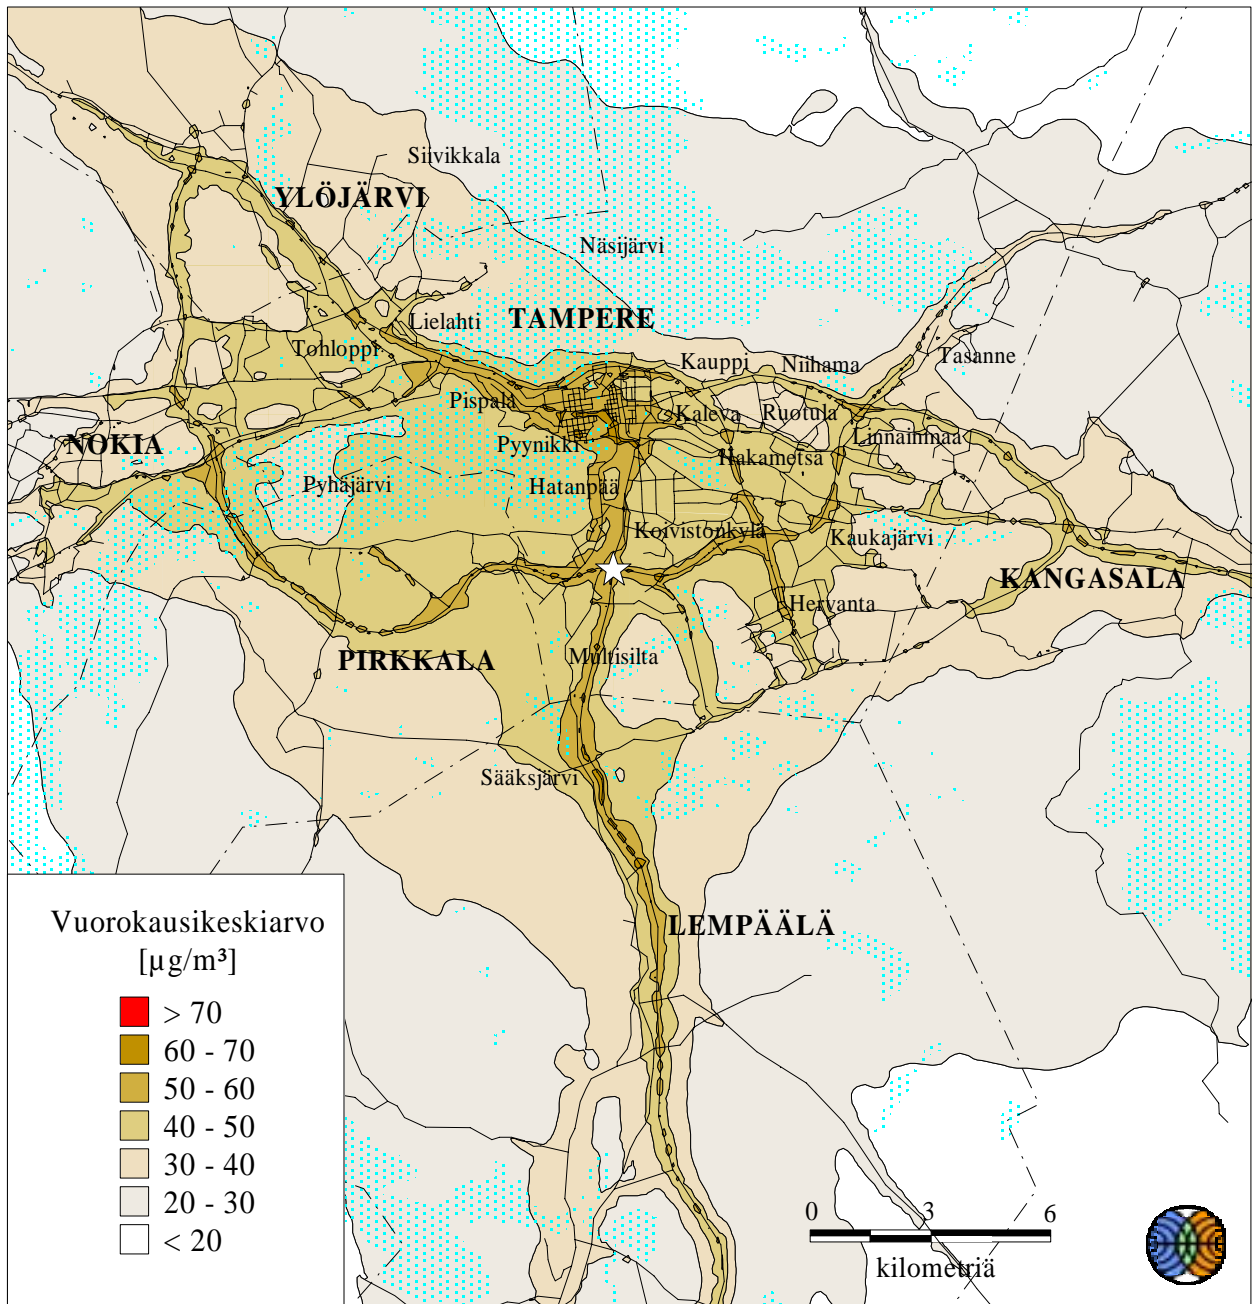 Siivikkala
YLÖJÄRVI
Näsijärvi
Lielahti
TAMPERE
Tohloppi
Kauppi
Niihama
Tasanne
Pispala
Kaleva
Ruotula
NOKIA
Pyynikki
Linnainmaa
Hakametsä
Pyhäjärvi
Hatanpää
Koivistonkylä
Kaukajärvi
KANGASALA
Hervanta
PIRKKALA
Multisilta
Sääksjärvi
LEMPÄÄLÄ
Vuorokausikeskiarvo
[µg/m³]
> 70
60 - 70
50 - 60
40 - 50
30 - 40
20 - 30
< 20
0 3 6
kilometriä